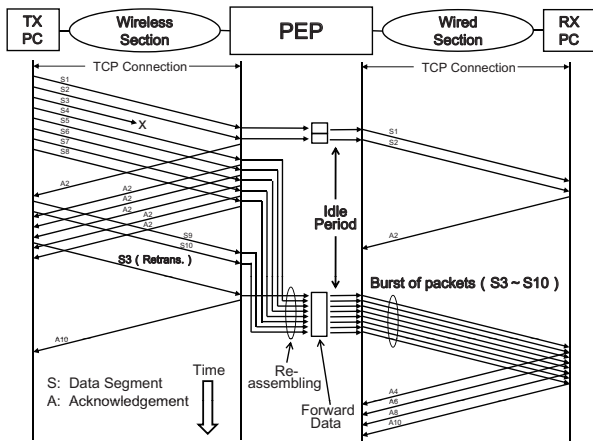 TX
PC
Wireless
Section
PEP
Wired
Section
RX
PC
TCP Connection
TCP Connection
S1
S2
S3
S4
S5
S6
S7
S8
X
S1
S2
A2
A2
A2
A2
A2
A2
S9
S10
S3 ( Retrans. )
Idle
Period
Burst of packets ( S3 ~ S10 )
A10
Re-
assembling
Forward
Data
Time
S: Data Segment
A: Acknowledgement
A4
A6
A8
A10